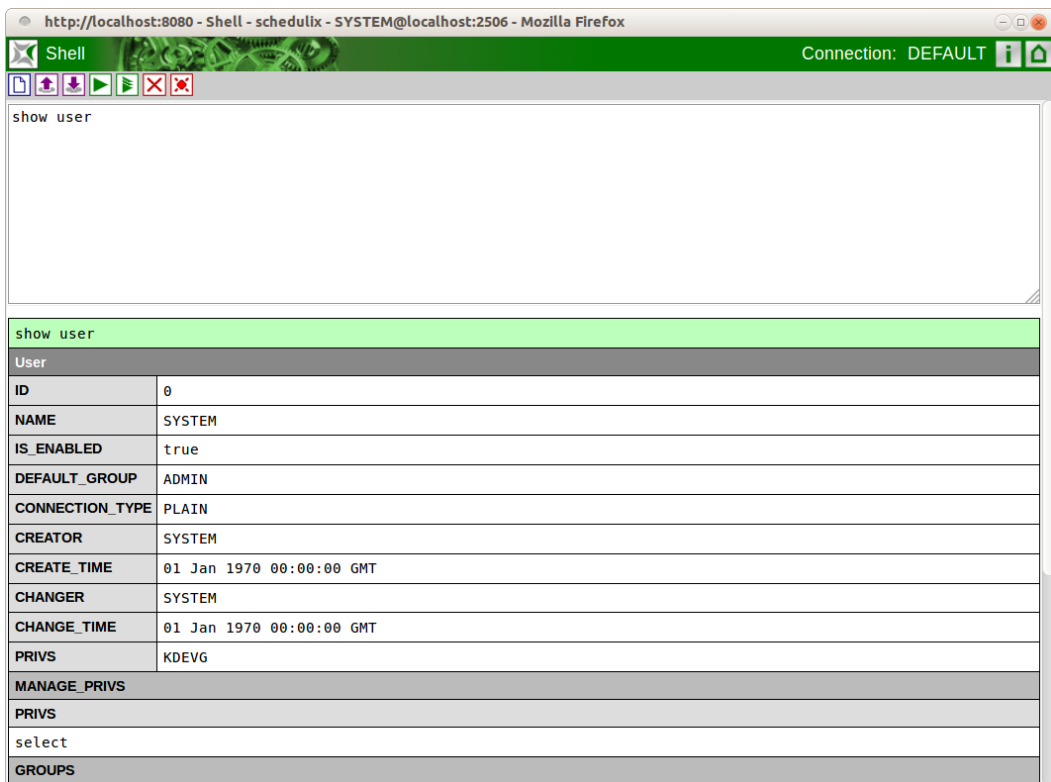 http://localhost:8080 - Shell - schedulix - SYSTEM@localhost:2506 - Mozilla Firefox
Shell Connection: DEFAULT
show user
show user
User
ID 0
NAME SYSTEM
IS_ENABLED true
DEFAULT_GROUP ADMIN
CONNECTION_TYPE PLAIN
CREATOR SYSTEM
CREATE_TIME 01 Jan 1970 00:00:00 GMT
CHANGER SYSTEM
CHANGE_TIME 01 Jan 1970 00:00:00 GMT
PRIVS KDEVG
MANAGE_PRIVS
PRIVS
select
GROUPS